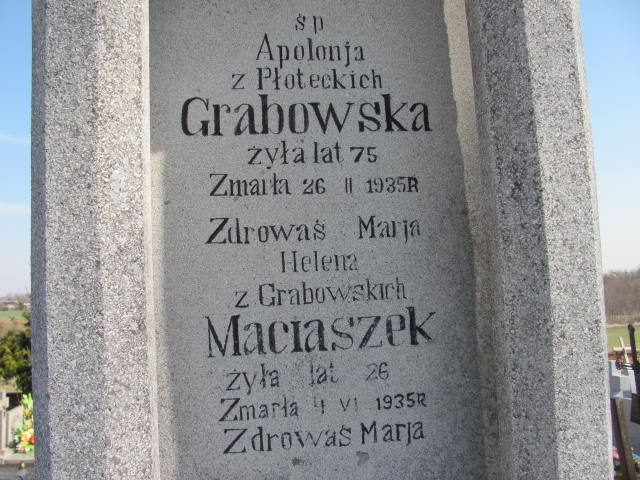 śp
Apolonja
z Płoteckich
Grabowska
żyła lat 75
Zmarła 26 II 1935R
Zdrowaś Marja
Helena
z Grabowskich
Maciaszek
żyła lat 26
Zmarła 4 VI 1935R
Zdrowaś Marja